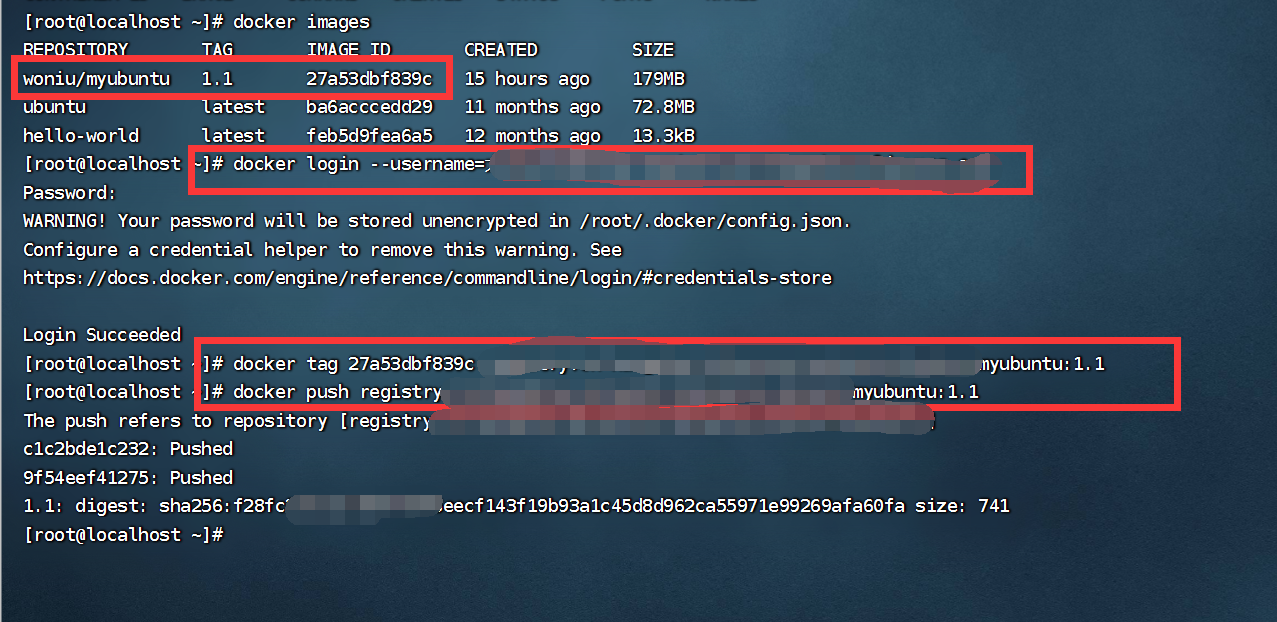 [root@localhost ~]# docker images
REPOSITORY TAG IMAGE ID CREATED SIZE
woniu/myubuntu 1.1 27a53dbf839c 15 hours ago 179MB
ubuntu latest ba6acccedd29 11 months ago 72.8MB
hello-world latest feb5d9fea6a5 12 months ago 13.3kB
[root@localhost ~]# docker login --username=
Password:
WARNING! Your password will be stored unencrypted in /root/.docker/config.json.
Configure a credential helper to remove this warning. See
https://docs.docker.com/engine/reference/commandline/login/#credentials-store
Login Succeeded
[root@localhost ~]# docker tag 27a53dbf839c myubuntu:1.1
[root@localhost ~]# docker push registry myubuntu:1.1
The push refers to repository [registry
c1c2bde1c232: Pushed
9f54eef41275: Pushed
1.1: digest: sha256:f28fc eecf143f19b93a1c45d8d962ca55971e99269afa60fa size: 741
[root@localhost ~]#